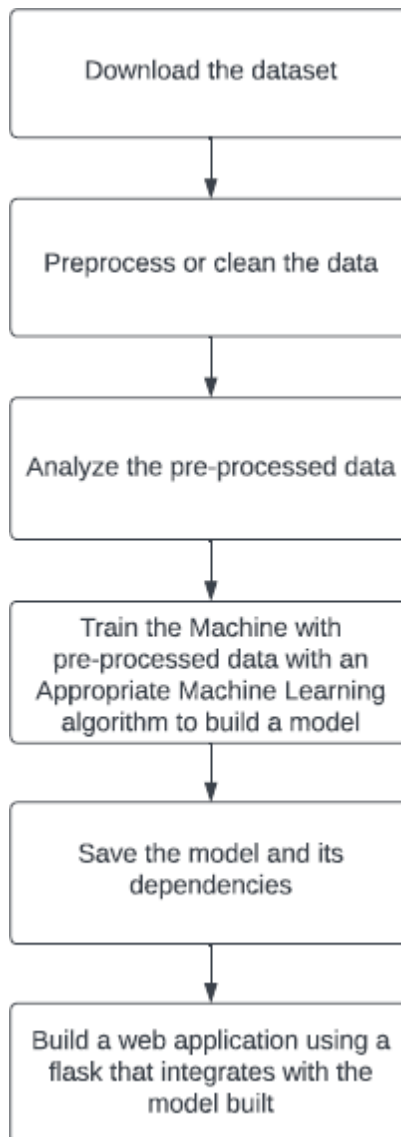 Download the dataset
Preprocess or clean the data
Analyze the pre-processed data
Train the Machine with
pre-processed data with an
Appropriate Machine Learning
algorithm to build a model
Save the model and its
dependencies
Build a web application using a
flask that integrates with the
model built